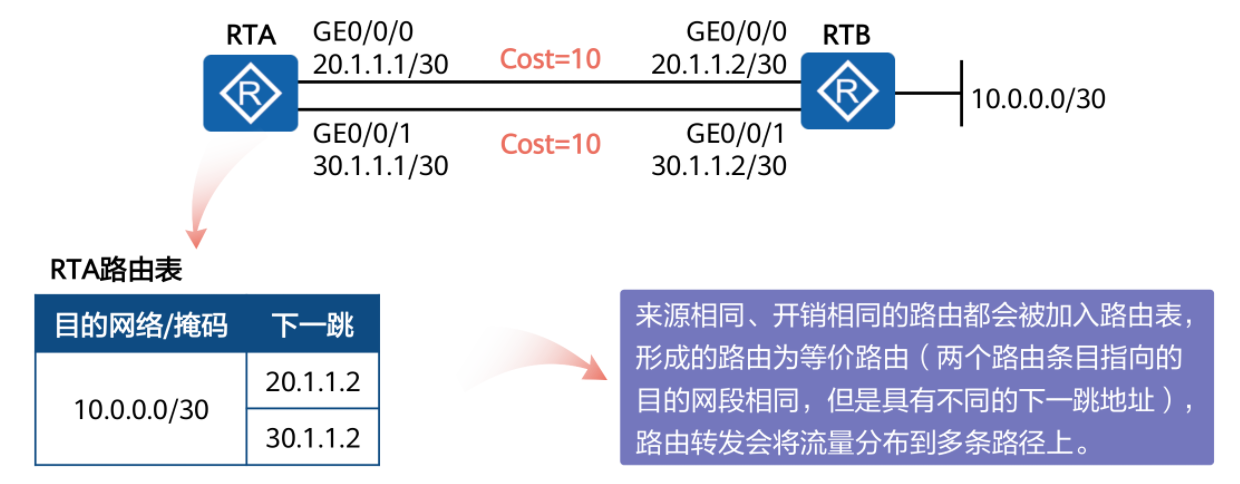 RTA
GE0/0/0
20.1.1.1/30
Cost=10
GE0/0/0
20.1.1.2/30
RTB
R
R
10.0.0.0/30
GE0/0/1
30.1.1.1/30
Cost=10
GE0/0/1
30.1.1.2/30
RTA路由表
目的网络/掩码 下一跳
10.0.0.0/30
20.1.1.2
30.1.1.2
来源相同、开销相同的路由都会被加入路由表，
形成的路由为等价路由（两个路由条目指向的
目的网段相同，但是具有不同的下一跳地址），
路由转发会将流量分布到多条路径上。